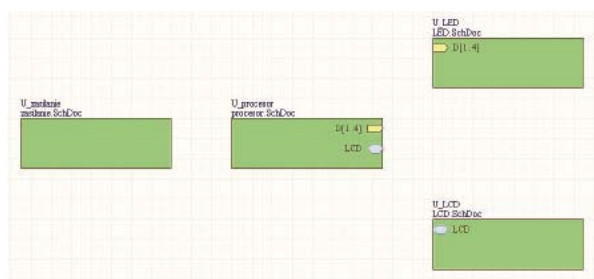 U_LED
LED.SchDoc
D[1..4]
U_zasilanie
zasilanie.SchDoc
U_procesor
procesor.SchDoc
D[1..4]
LCD
U_LCD
LCD.SchDoc
LCD